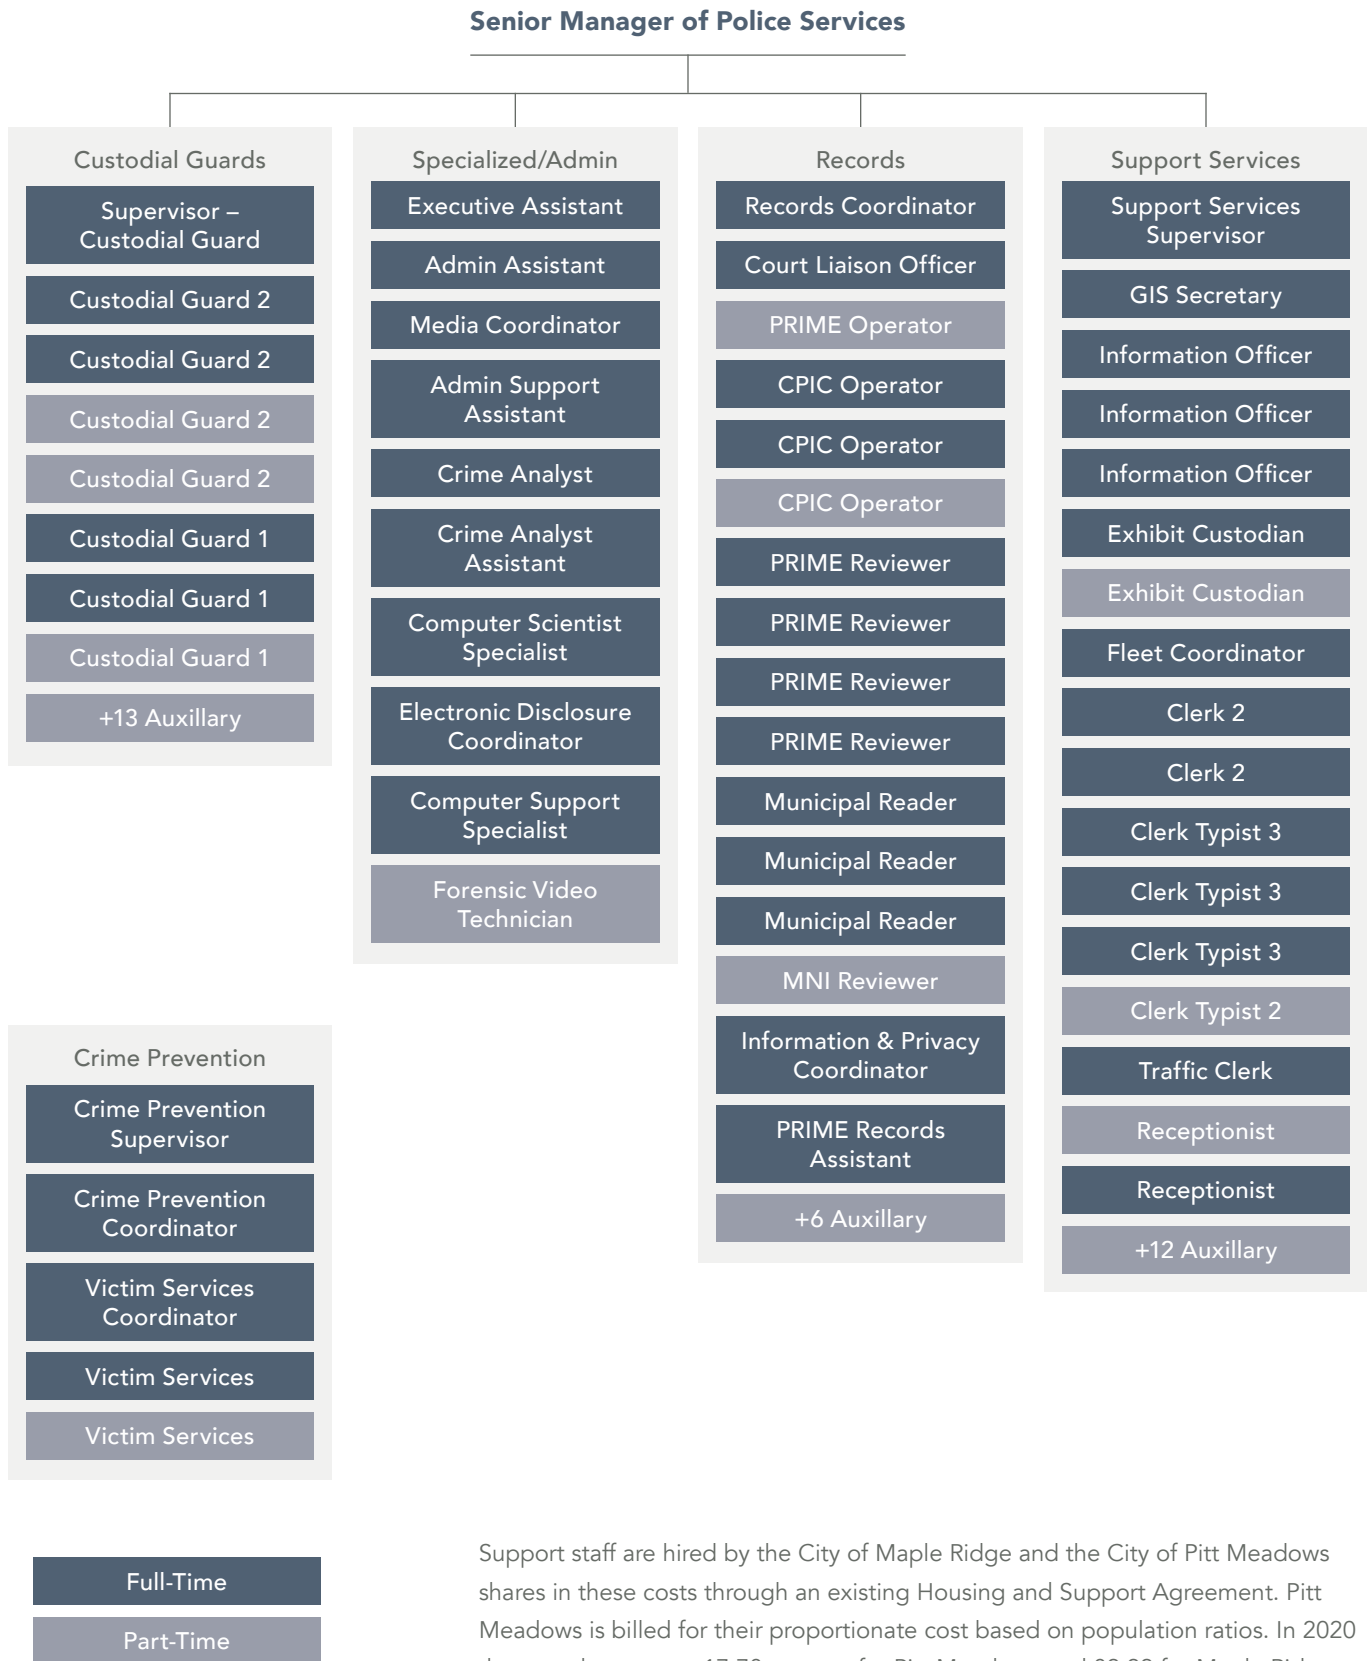 Senior Manager of Police Services
Custodial Guards
Supervisor –
Custodial Guard
Custodial Guard 2
Custodial Guard 2
Custodial Guard 2
Custodial Guard 2
Custodial Guard 1
Custodial Guard 1
Custodial Guard 1
+13 Auxillary
Specialized/Admin
Executive Assistant
Admin Assistant
Media Coordinator
Admin Support
Assistant
Crime Analyst
Crime Analyst
Assistant
Computer Scientist
Specialist
Electronic Disclosure
Coordinator
Computer Support
Specialist
Forensic Video
Technician
Records
Records Coordinator
Court Liaison Officer
PRIME Operator
CPIC Operator
CPIC Operator
CPIC Operator
PRIME Reviewer
PRIME Reviewer
PRIME Reviewer
PRIME Reviewer
Municipal Reader
Municipal Reader
Municipal Reader
MNI Reviewer
Information & Privacy
Coordinator
PRIME Records
Assistant
+6 Auxillary
Support Services
Support Services
Supervisor
GIS Secretary
Information Officer
Information Officer
Information Officer
Exhibit Custodian
Exhibit Custodian
Fleet Coordinator
Clerk 2
Clerk 2
Clerk Typist 3
Clerk Typist 3
Clerk Typist 3
Clerk Typist 2
Traffic Clerk
Receptionist
Receptionist
+12 Auxillary
Crime Prevention
Crime Prevention
Supervisor
Crime Prevention
Coordinator
Victim Services
Coordinator
Victim Services
Victim Services
Full-Time
Part-Time
Support staff are hired by the City of Maple Ridge and the City of Pitt Meadows
shares in these costs through an existing Housing and Support Agreement. Pitt
Meadows is billed for their proportionate cost based on population ratios. In 2020